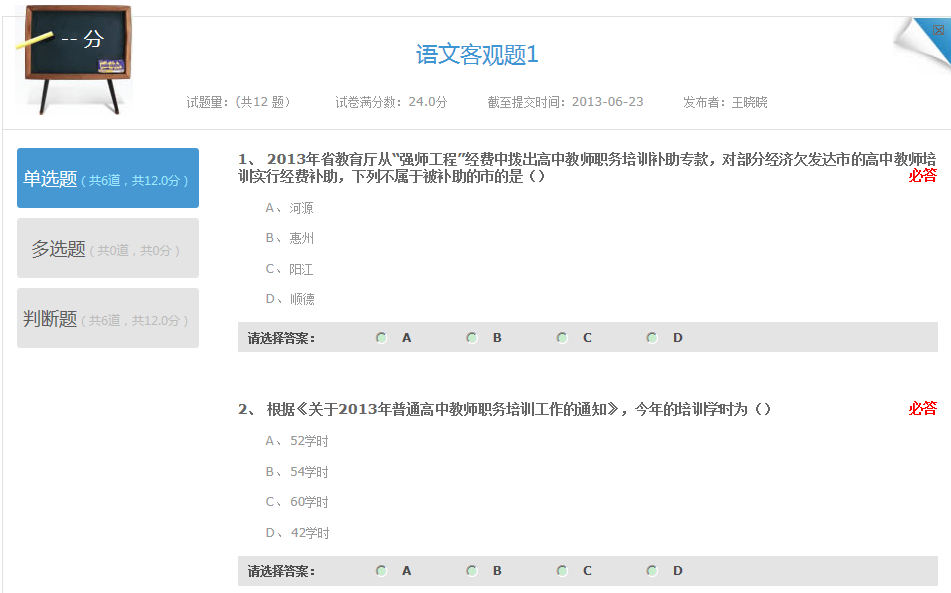 -- 分
语文客观题1
试题量:(共12 题) 试卷满分数:24.0分 截至提交时间:2013-06-23 发布者:王晓晓
单选题(共6道,共12.0分)
多选题(共0道,共0分)
判断题(共6道,共12.0分)
1、 2013年省教育厅从“强师工程”经费中拨出高中教师职务培训补助专款,对部分经济欠发达市的高中教师培
训实行经费补助,下列不属于被补助的市的是() 必答
A、河源
B、惠州
C、阳江
D、顺德
请选择答案: A B C D
2、 根据《关于2013年普通高中教师职务培训工作的通知》,今年的培训学时为() 必答
A、52学时
B、54学时
C、60学时
D、42学时
请选择答案: A B C D